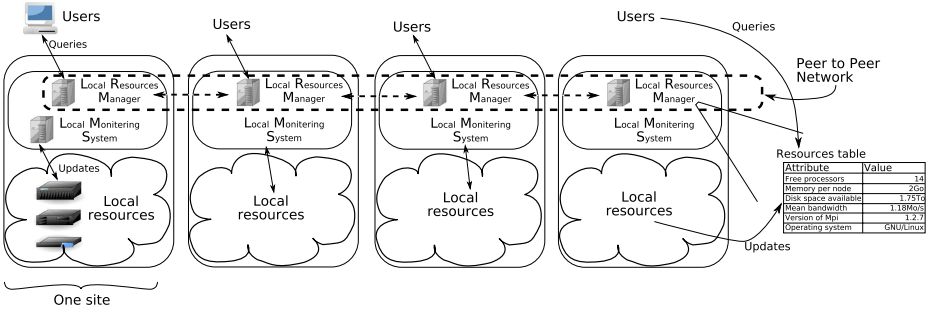 Users
Queries
Local Resources
Manager
Local Monitering
System
Updates
Local
resources
One site
Users
Local Resources
Manager
Local Monitoring
System
Local
resources
Users
Local Resources
Manager
Local Monitoring
System
Local
resources
Users
Queries
Local Resources
Manager
Local Monitoring
System
Local
resources
Peer to Peer
Network
Resources table
Attribute Value
Free processors 14
Memory per node 2Go
Disk space available 1.75To
Mean bandwidth 1.18Mo/s
Version of Mpi 1.2.7
Operating system GNU/Linux
Updates